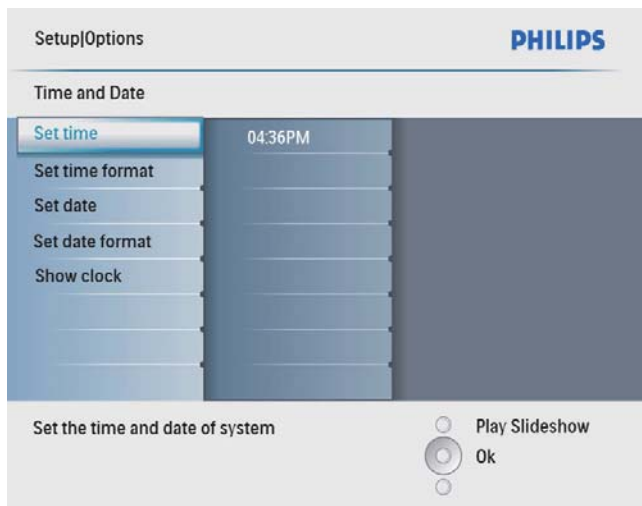 Setup|Options
PHILIPS
Time and Date
Set time
04:36PM
Set time format
Set date
Set date format
Show clock
Set the time and date of system
Play Slideshow
Ok